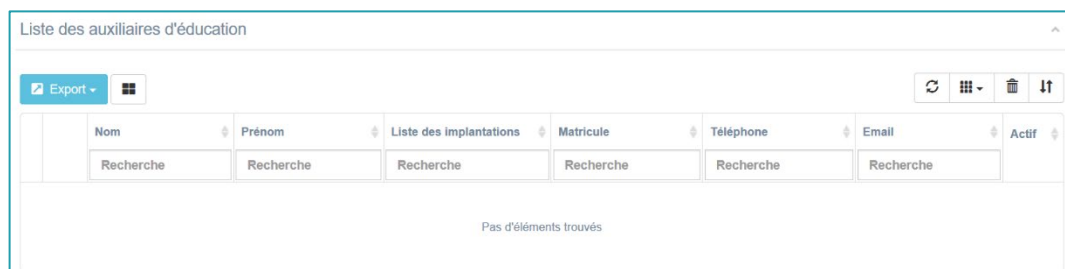 Liste des auxiliaires d'éducation
Export
Nom Prénom Liste des implantations Matricule Téléphone Email Actif
Recherche Recherche Recherche Recherche Recherche Recherche
Pas d'éléments trouvés